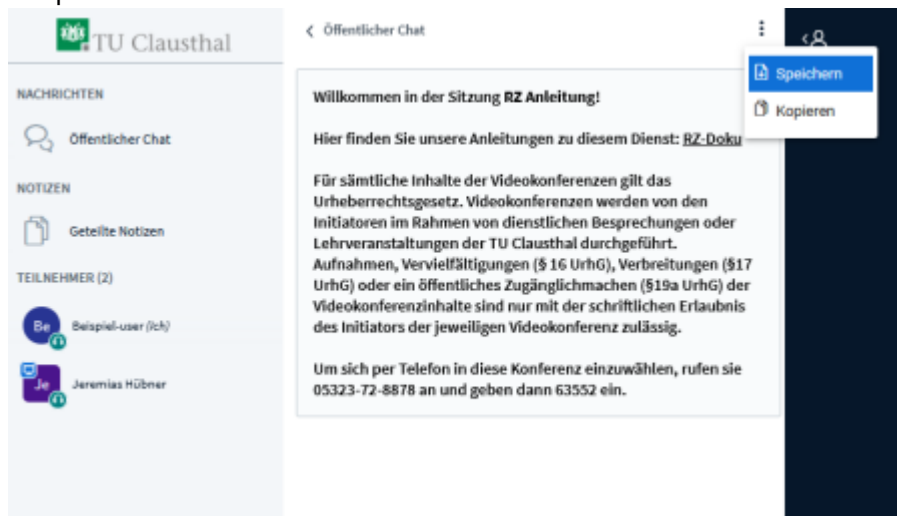 TU Clausthal
NACHRICHTEN
Öffentlicher Chat
NOTIZEN
Geteilte Notizen
TEILNEHMER (2)
Be
Beispiel-user (Ich)
Je
Jeremias Hübner
Öffentlicher Chat
Speichern
Kopieren
Willkommen in der Sitzung RZ Anleitung!
Hier finden Sie unsere Anleitungen zu diesem Dienst: RZ-Doku
Für sämtliche Inhalte der Videokonferenzen gilt das
Urheberrechtsgesetz. Videokonferenzen werden von den
Initiatoren im Rahmen von dienstlichen Besprechungen oder
Lehrveranstaltungen der TU Clausthal durchgeführt.
Aufnahmen, Vervielfältigungen (§ 16 UrhG), Verbreitungen (§17
UrhG) oder ein öffentliches Zugänglichmachen (§19a UrhG) der
Videokonferenzinhalte sind nur mit der schriftlichen Erlaubnis
des Initiators der jeweiligen Videokonferenz zulässig.
Um sich per Telefon in diese Konferenz einzuwählen, rufen sie
05323-72-8878 an und geben dann 63552 ein.